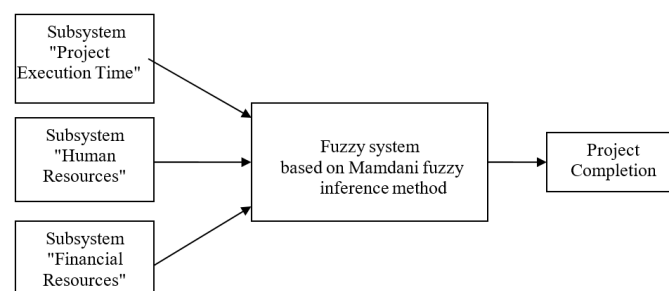 Subsystem
"Project
Execution Time"
Subsystem
"Human
Resources"
Subsystem
"Financial
Resources"
Fuzzy system
based on Mamdani fuzzy
inference method
Project
Completion